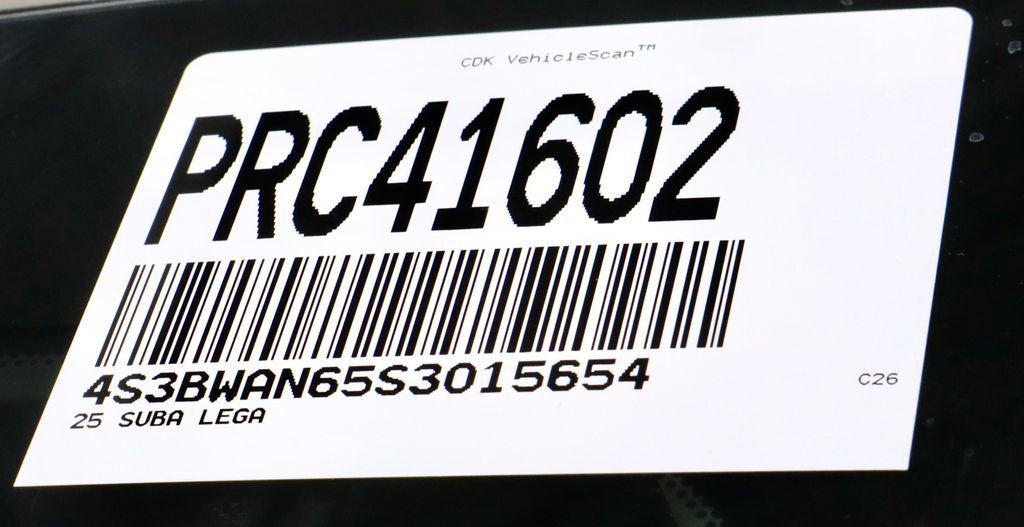 CDK VehicleScan™
PRC41602
4S3BWAN65S3015654
25 SUBA LEGA
C26